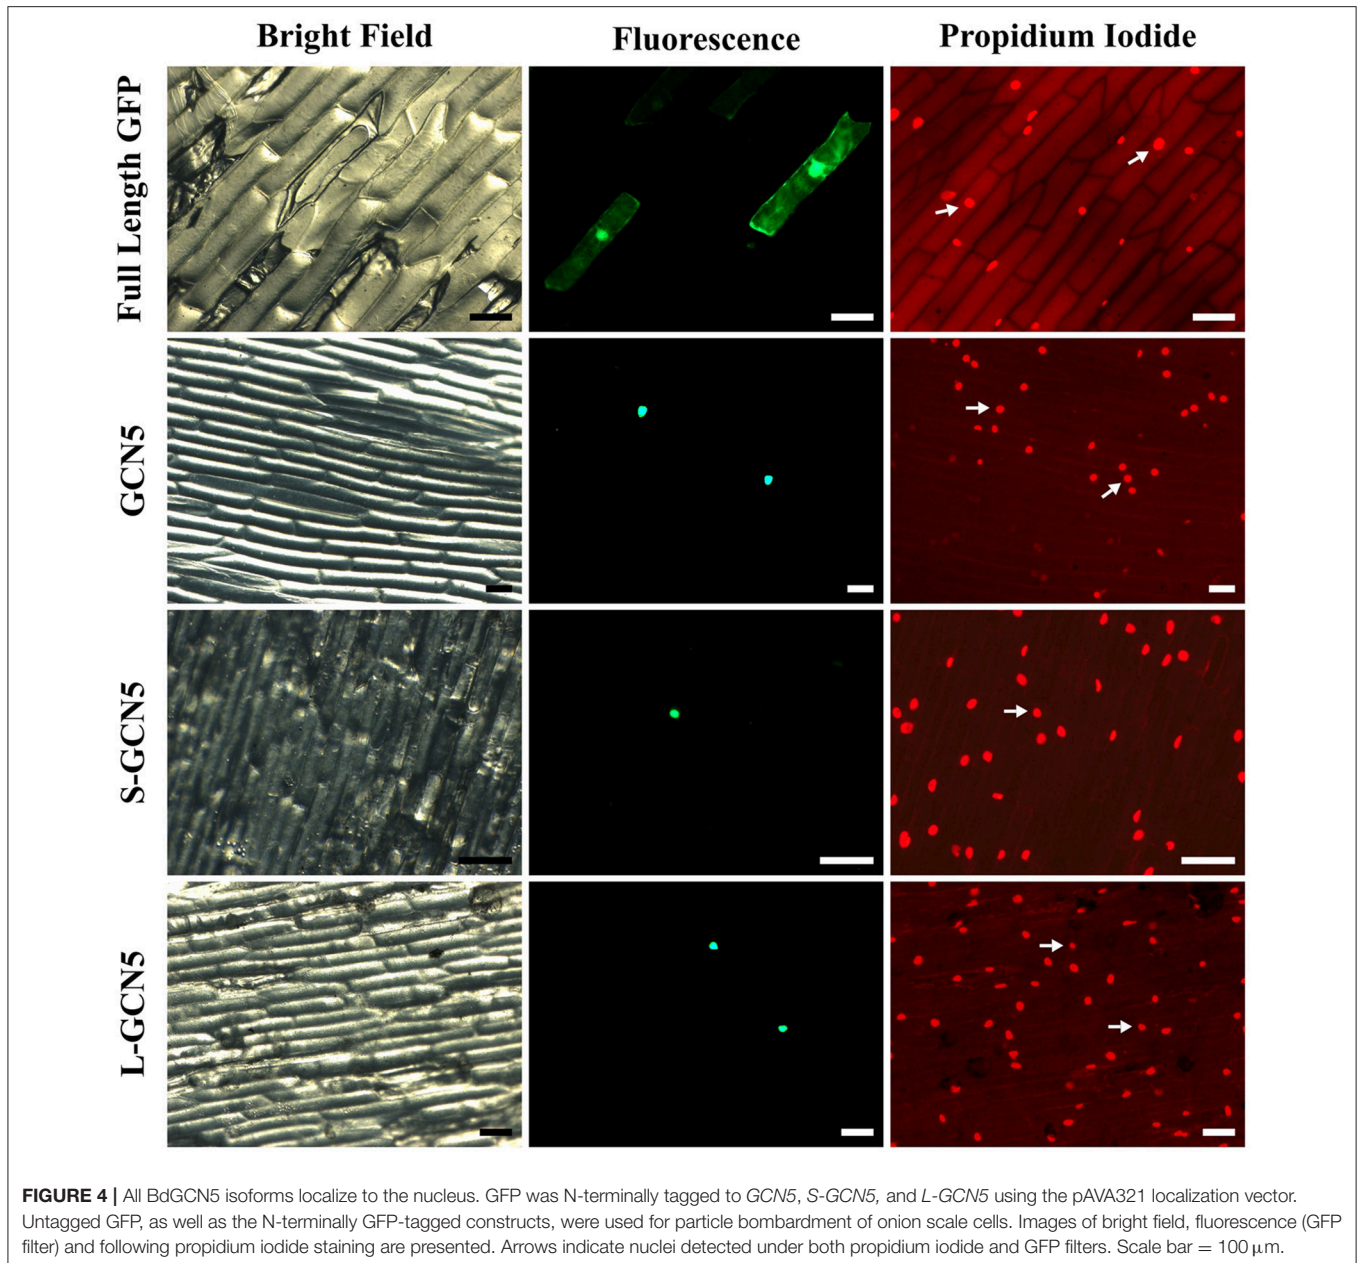 Bright Field
Fluorescence
Propidium Iodide
Full Length GFP
GCN5
S-GCN5
L-GCN5
FIGURE 4 | All BdGCN5 isoforms localize to the nucleus. GFP was N-terminally tagged to GCN5, S-GCN5, and L-GCN5 using the pAVA321 localization vector.
Untagged GFP, as well as the N-terminally GFP-tagged constructs, were used for particle bombardment of onion scale cells. Images of bright field, fluorescence (GFP
filter) and following propidium iodide staining are presented. Arrows indicate nuclei detected under both propidium iodide and GFP filters. Scale bar = 100 μm.